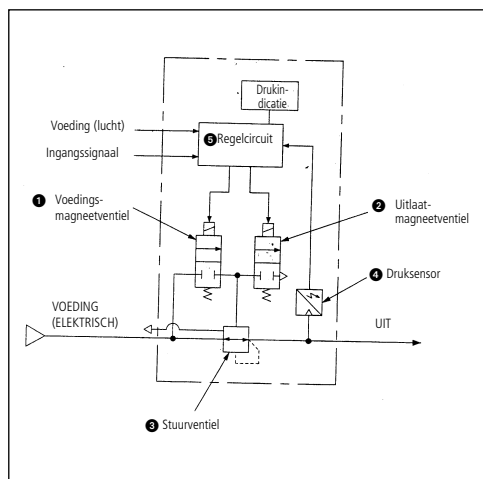 Drukin-
dicatie
Voeding (lucht)
❺Regelcircuit
Ingangssignaal
❶ Voedings-
magneetventiel
❷ Uitlaat-
magneetventiel
❹ Druksensor
VOEDING
(ELEKTRISCH)
UIT
❸ Stuurventiel